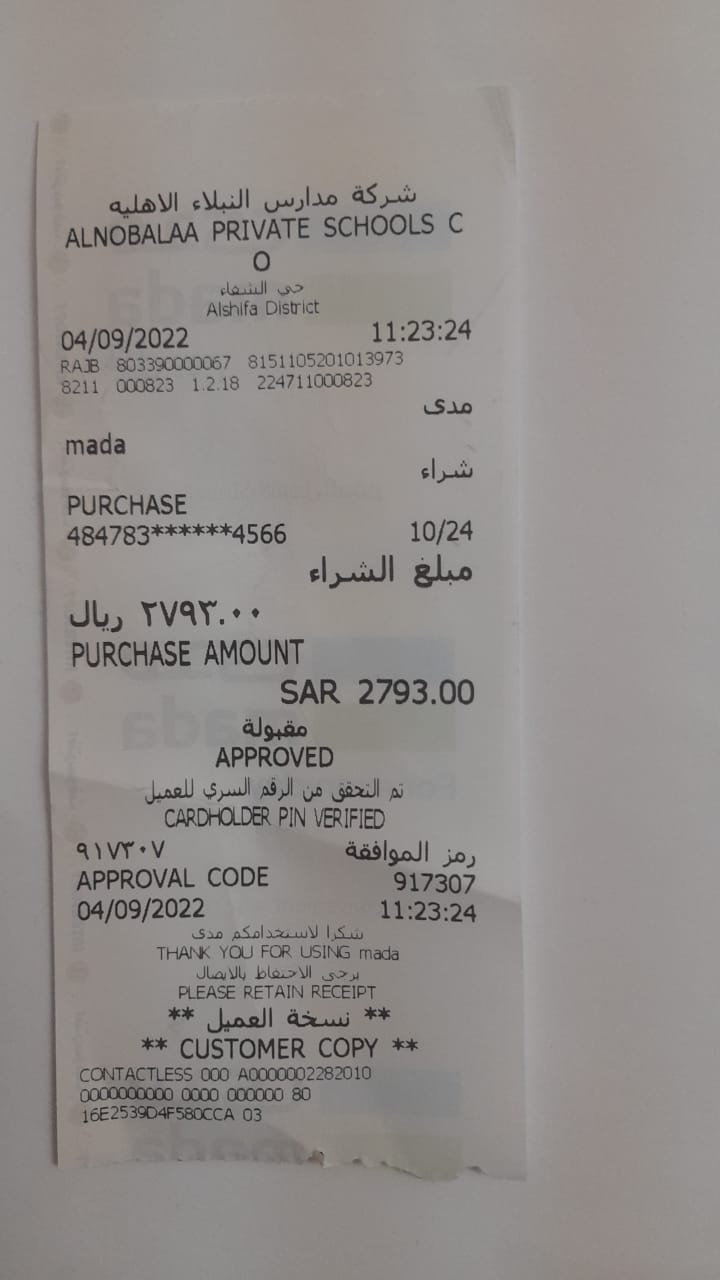 شركة مدارس النبلاء الاهليه
ALNOBALAA PRIVATE SCHOOLS C
O
حي الشفاء
Alshifa District
04/09/2022 11:23:24
RAJB 803390000067 8151105201013973
8211 000823 1.2.18 224711000823
مدى
mada
شراء
PURCHASE
484783******4566 10/24
مبلغ الشراء
٢٧٩٣.٠٠ ريال
PURCHASE AMOUNT
SAR 2793.00
مقبولة
APPROVED
تم التحقق من الرقم السري للعميل
CARDHOLDER PIN VERIFIED
رمز الموافقة ٩١٧٣٠٧
APPROVAL CODE 917307
04/09/2022 11:23:24
شكرا لاستخدامكم مدى
THANK YOU FOR USING mada
يرجى الاحتفاظ بالايصال
PLEASE RETAIN RECEIPT
** نسخة العميل **
** CUSTOMER COPY **
CONTACTLESS 000 A0000002282010
0000000000 0000 000000 80
16E2539D4F580CCA 03